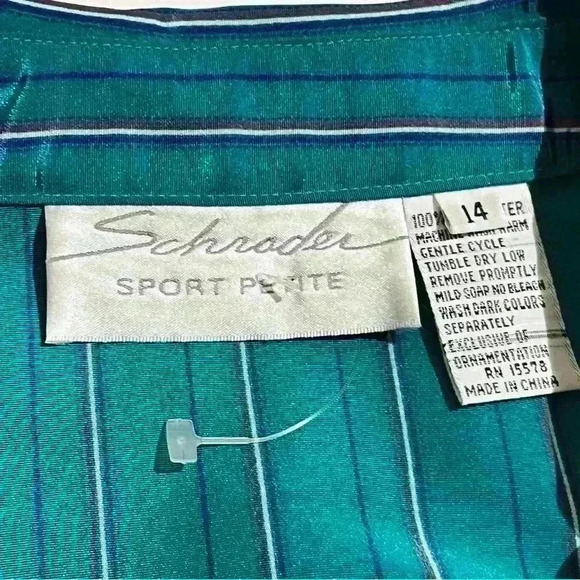 Schrader
SPORT PETITE
14
100% TER
MACHINE WASH WARM
GENTLE CYCLE
TUMBLE DRY LOW
REMOVE PROMPTLY
MILD SOAP NO BLEACH
WASH DARK COLORS
SEPARATELY
EXCLUSIVE OF
ORNAMENTATION
RN 15578
MADE IN CHINA